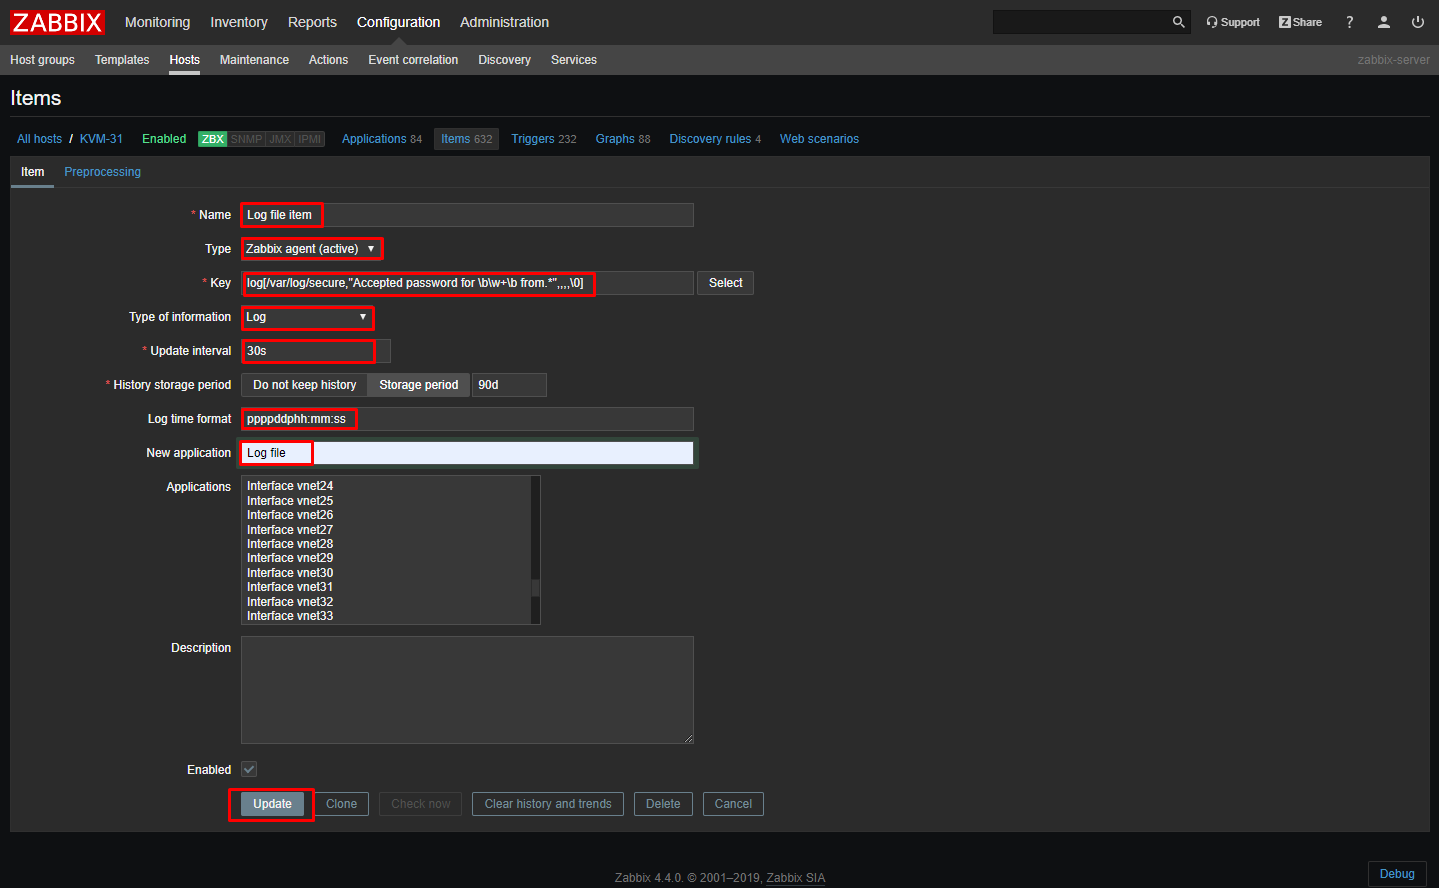 ZABBIX Monitoring Inventory Reports Configuration Administration Support Z Share ?
Host groups Templates Hosts Maintenance Actions Event correlation Discovery Services zabbix-server
Items
All hosts / KVM-31 Enabled ZBX SNMP JMX IPMI Applications 84 Items 632 Triggers 232 Graphs 88 Discovery rules 4 Web scenarios
Item Preprocessing
* Name Log file item
Type Zabbix agent (active) ▼
* Key log[/var/log/secure,"Accepted password for \b\w+\b from.*",,,,\0] Select
Type of information Log ▼
* Update interval 30s
* History storage period Do not keep history Storage period 90d
Log time format ppppddphh:mm:ss
New application Log file
Applications Interface vnet24
Interface vnet25
Interface vnet26
Interface vnet27
Interface vnet28
Interface vnet29
Interface vnet30
Interface vnet31
Interface vnet32
Interface vnet33
Description
Enabled
Update Clone Check now Clear history and trends Delete Cancel
Zabbix 4.4.0. © 2001–2019, Zabbix SIA
Debug